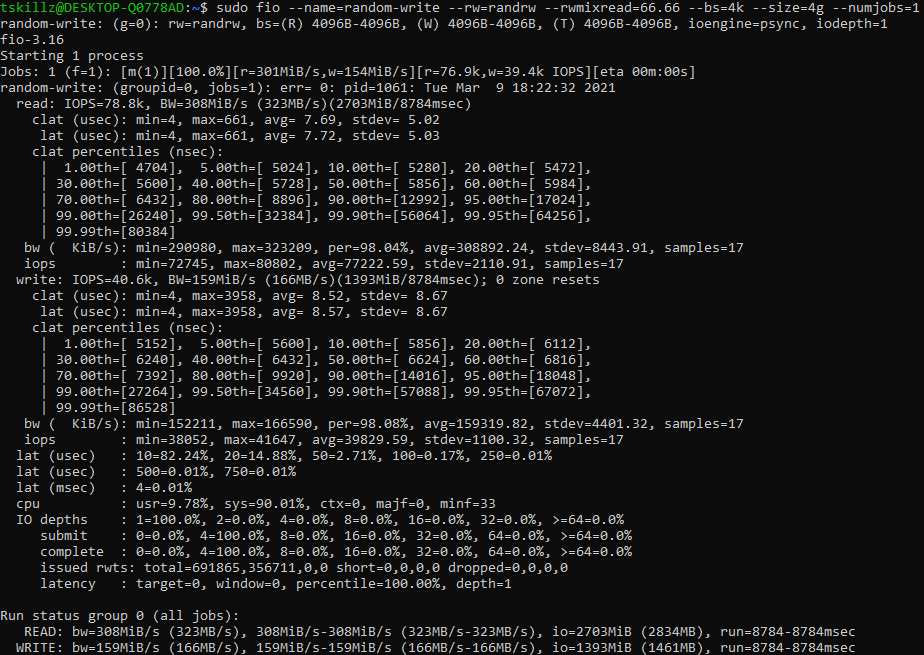 tskillz@DESKTOP-Q0778AD:~$ sudo fio --name=random-write --rw=randrw --rwmixread=66.66 --bs=4k --size=4g --numjobs=1
random-write: (g=0): rw=randrw, bs=(R) 4096B-4096B, (W) 4096B-4096B, (T) 4096B-4096B, ioengine=psync, iodepth=1
fio-3.16
Starting 1 process
Jobs: 1 (f=1): [m(1)][100.0%][r=301MiB/s,w=154MiB/s][r=76.9k,w=39.4k IOPS][eta 00m:00s]
random-write: (groupid=0, jobs=1): err= 0: pid=1061: Tue Mar  9 18:22:32 2021
  read: IOPS=78.8k, BW=308MiB/s (323MB/s)(2703MiB/8784msec)
    clat (usec): min=4, max=661, avg= 7.69, stdev= 5.02
     lat (usec): min=4, max=661, avg= 7.72, stdev= 5.03
    clat percentiles (nsec):
     |  1.00th=[ 4704],  5.00th=[ 5024], 10.00th=[ 5280], 20.00th=[ 5472],
     | 30.00th=[ 5600], 40.00th=[ 5728], 50.00th=[ 5856], 60.00th=[ 5984],
     | 70.00th=[ 6432], 80.00th=[ 8896], 90.00th=[12992], 95.00th=[17024],
     | 99.00th=[26240], 99.50th=[32384], 99.90th=[56064], 99.95th=[64256],
     | 99.99th=[80384]
   bw (  KiB/s): min=290980, max=323209, per=98.04%, avg=308892.24, stdev=8443.91, samples=17
   iops        : min=72745, max=80802, avg=77222.59, stdev=2110.91, samples=17
  write: IOPS=40.6k, BW=159MiB/s (166MB/s)(1393MiB/8784msec); 0 zone resets
    clat (usec): min=4, max=3958, avg= 8.52, stdev= 8.67
     lat (usec): min=4, max=3958, avg= 8.57, stdev= 8.67
    clat percentiles (nsec):
     |  1.00th=[ 5152],  5.00th=[ 5600], 10.00th=[ 5856], 20.00th=[ 6112],
     | 30.00th=[ 6240], 40.00th=[ 6432], 50.00th=[ 6624], 60.00th=[ 6816],
     | 70.00th=[ 7392], 80.00th=[ 9920], 90.00th=[14016], 95.00th=[18048],
     | 99.00th=[27264], 99.50th=[34560], 99.90th=[57088], 99.95th=[67072],
     | 99.99th=[86528]
   bw (  KiB/s): min=152211, max=166590, per=98.08%, avg=159319.82, stdev=4401.32, samples=17
   iops        : min=38052, max=41647, avg=39829.59, stdev=1100.32, samples=17
  lat (usec)   : 10=82.24%, 20=14.88%, 50=2.71%, 100=0.17%, 250=0.01%
  lat (usec)   : 500=0.01%, 750=0.01%
  lat (msec)   : 4=0.01%
  cpu          : usr=9.78%, sys=90.01%, ctx=0, majf=0, minf=33
  IO depths    : 1=100.0%, 2=0.0%, 4=0.0%, 8=0.0%, 16=0.0%, 32=0.0%, >=64=0.0%
     submit    : 0=0.0%, 4=100.0%, 8=0.0%, 16=0.0%, 32=0.0%, 64=0.0%, >=64=0.0%
     complete  : 0=0.0%, 4=100.0%, 8=0.0%, 16=0.0%, 32=0.0%, 64=0.0%, >=64=0.0%
     issued rwts: total=691865,356711,0,0 short=0,0,0,0 dropped=0,0,0,0
     latency   : target=0, window=0, percentile=100.00%, depth=1

Run status group 0 (all jobs):
   READ: bw=308MiB/s (323MB/s), 308MiB/s-308MiB/s (323MB/s-323MB/s), io=2703MiB (2834MB), run=8784-8784msec
  WRITE: bw=159MiB/s (166MB/s), 159MiB/s-159MiB/s (166MB/s-166MB/s), io=1393MiB (1461MB), run=8784-8784msec